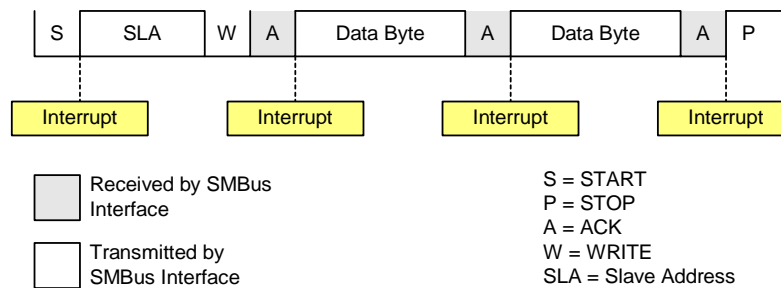 S SLA W A Data Byte A Data Byte A P
Interrupt Interrupt Interrupt Interrupt
Received by SMBus
Interface
Transmitted by
SMBus Interface
S = START
P = STOP
A = ACK
W = WRITE
SLA = Slave Address